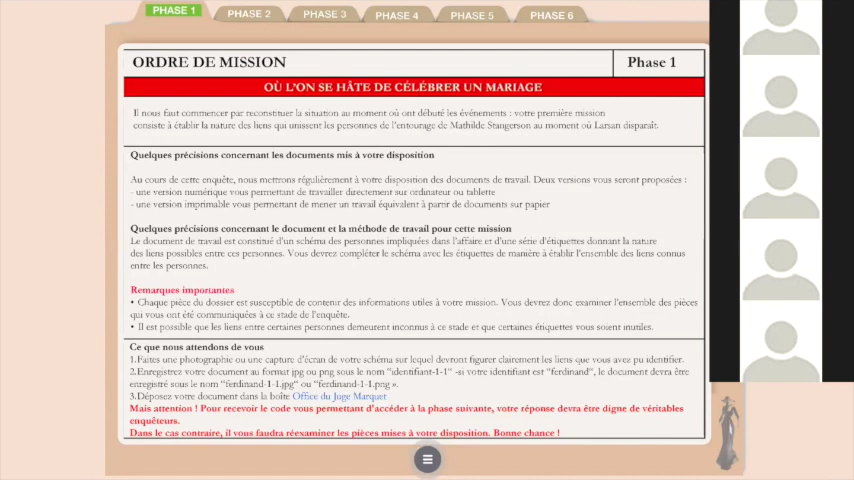 PHASE 1 PHASE 2 PHASE 3 PHASE 4 PHASE 5 PHASE 6
ORDRE DE MISSION Phase 1
OÙ L'ON SE HÂTE DE CÉLÉBRER UN MARIAGE
Il nous faut commencer par reconstituer la situation au moment où ont débuté les événements : votre première mission
consiste à établir la nature des liens qui unissent les personnes de l'entourage de Mathilde Stangerson au moment où Larsan disparaît.
Quelques précisions concernant les documents mis à votre disposition
Au cours de cette enquête, nous mettrons régulièrement à votre disposition des documents de travail. Deux versions vous seront proposées :
- une version numérique vous permettant de travailler directement sur ordinateur ou tablette
- une version imprimable vous permettant de mener un travail équivalent à partir de documents sur papier
Quelques précisions concernant le document et la méthode de travail pour cette mission
Le document de travail est constitué d'un schéma des personnes impliquées dans l'affaire et d'une série d'étiquettes donnant la nature
des liens possibles entre ces personnes. Vous devrez compléter le schéma avec les étiquettes de manière à établir l'ensemble des liens connus
entre les personnes.
Remarques importantes
• Chaque pièce du dossier est susceptible de contenir des informations utiles à votre mission. Vous devrez donc examiner l'ensemble des pièces
qui vous ont été communiquées à ce stade de l'enquête.
• Il est possible que les liens entre certaines personnes demeurent inconnus à ce stade et que certaines étiquettes vous soient inutiles.
Ce que nous attendons de vous
1.Faites une photographie ou une capture d'écran de votre schéma sur lequel devront figurer clairement les liens que vous avez pu identifier.
2.Enregistrez votre document au format jpg ou png sous le nom "identifiant-1-1" -si votre identifiant est "ferdinand", le document devra être
enregistré sous le nom "ferdinand-1-1.jpg" ou "ferdinand-1-1.png ».
3.Déposez votre document dans la boîte Office du Juge Marquet
Mais attention ! Pour recevoir le code vous permettant d'accéder à la phase suivante, votre réponse devra être digne de véritables
enquêteurs.
Dans le cas contraire, il vous faudra réexaminer les pièces mises à votre disposition. Bonne chance !